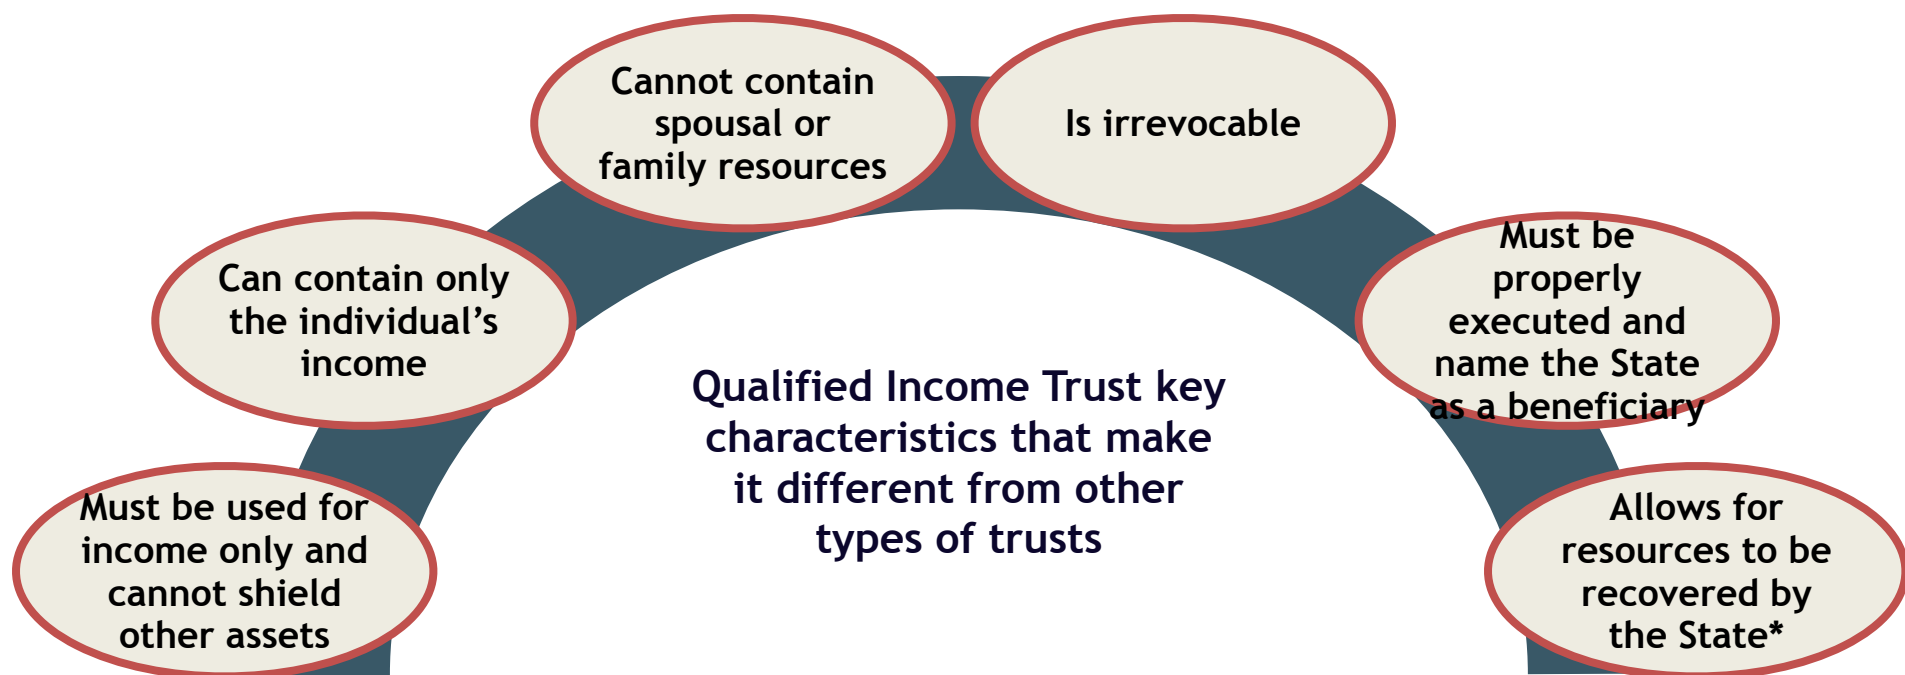 Cannot contain
spousal or
family resources
Is irrevocable
Can contain only
the individual’s
income
Must be
properly
executed and
name the State
as a beneficiary
Qualified Income Trust key
characteristics that make
it different from other
types of trusts
Must be used for
income only and
cannot shield
other assets
Allows for
resources to be
recovered by
the State*